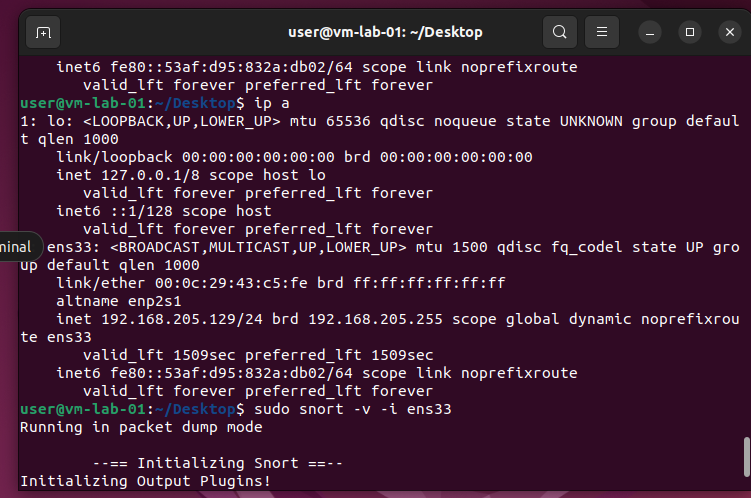 user@vm-lab-01: ~/Desktop
inet6 fe80::53af:d95:832a:db02/64 scope link noprefixroute
valid_lft forever preferred_lft forever
user@vm-lab-01:~/Desktop$ ip a
1: lo: <LOOPBACK,UP,LOWER_UP> mtu 65536 qdisc noqueue state UNKNOWN group defaul
t qlen 1000
link/loopback 00:00:00:00:00:00 brd 00:00:00:00:00:00
inet 127.0.0.1/8 scope host lo
valid_lft forever preferred_lft forever
inet6 ::1/128 scope host
valid_lft forever preferred_lft forever
minal
ens33: <BROADCAST,MULTICAST,UP,LOWER_UP> mtu 1500 qdisc fq_codel state UP gro
up default qlen 1000
link/ether 00:0c:29:43:c5:fe brd ff:ff:ff:ff:ff:ff
altname enp2s1
inet 192.168.205.129/24 brd 192.168.205.255 scope global dynamic noprefixrou
te ens33
valid_lft 1509sec preferred_lft 1509sec
inet6 fe80::53af:d95:832a:db02/64 scope link noprefixroute
valid_lft forever preferred_lft forever
user@vm-lab-01:~/Desktop$ sudo snort -v -i ens33
Running in packet dump mode
--== Initializing Snort ==--
Initializing Output Plugins!